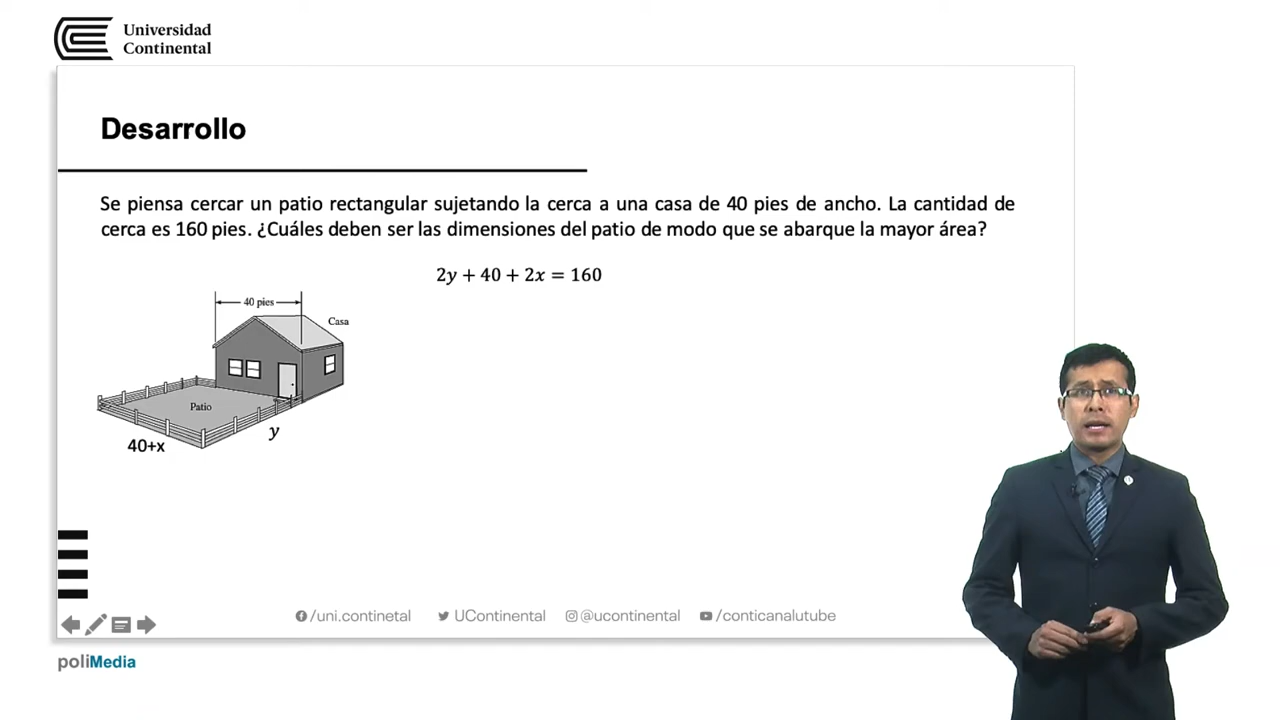 Universidad
Continental
Desarrollo
Se piensa cercar un patio rectangular sujetando la cerca a una casa de 40 pies de ancho. La cantidad de
cerca es 160 pies. ¿Cuáles deben ser las dimensiones del patio de modo que se abarque la mayor área?
2y + 40 + 2x = 160
40 pies
Casa
Patio
y
40+x
/uni.continetal
UContinental
@ucontinental
/conticanalutube
poliMedia